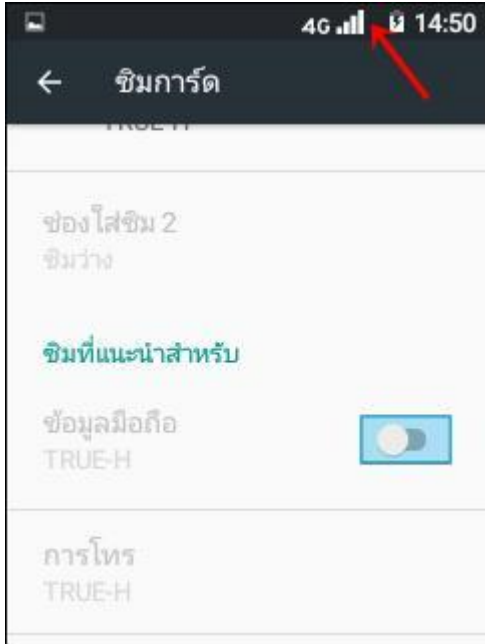 4G 14:50
ซิมการ์ด
TRUE-H
ช่องใส่ซิม 2
ซิมว่าง
ซิมที่แนะนำสำหรับ
ข้อมูลมือถือ
TRUE-H
การโทร
TRUE-H